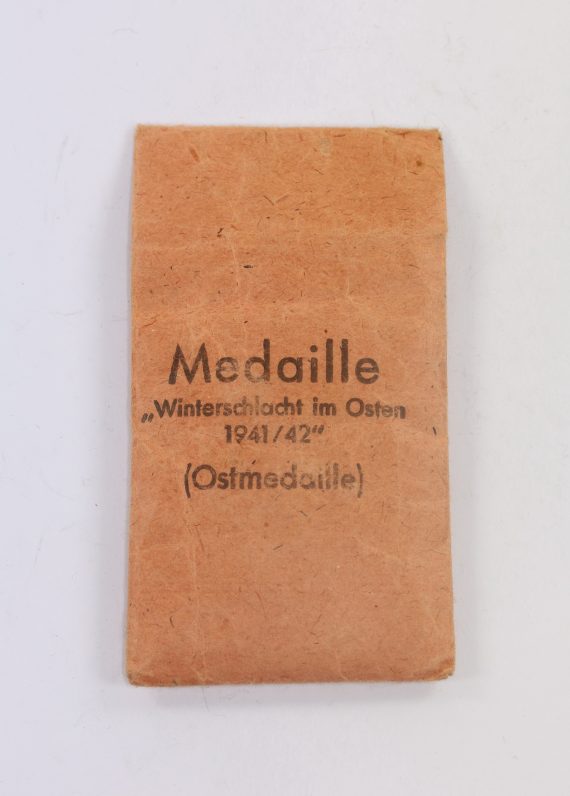 Medaille
„Winterschlacht im Osten
1941/42“
(Ostmedaille)